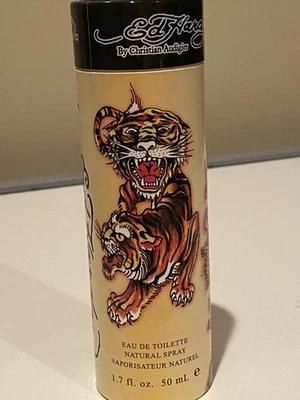 Ed Hardy
By Christian Audigier
EAU DE TOILETTE
NATURAL SPRAY
VAPORISATEUR NATUREL
1.7 fl. oz. 50 mL ℮